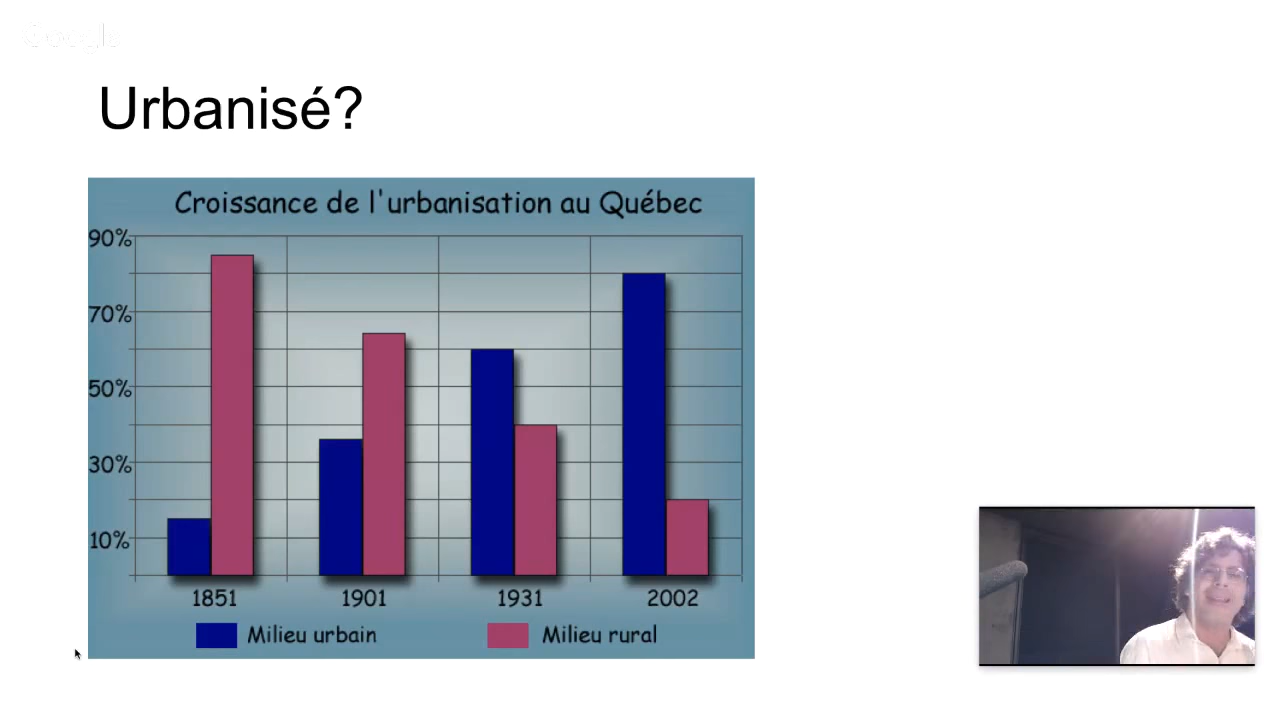 Google
Urbanisé?
Croissance de l'urbanisation au Québec
90%
70%
50%
30%
10%
1851 1901 1931 2002
Milieu urbain Milieu rural